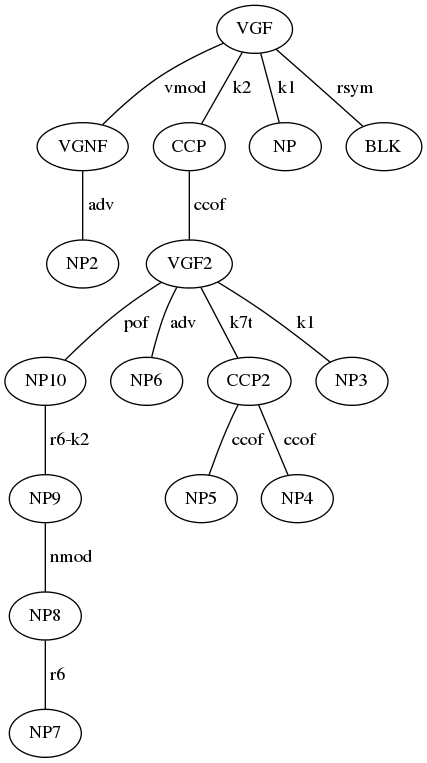 VGF
vmod k2 k1 rsym
VGNF CCP NP BLK
adv ccof
NP2 VGF2
pof adv k7t k1
NP10 NP6 CCP2 NP3
r6-k2 ccof ccof
NP9 NP5 NP4
nmod
NP8
r6
NP7